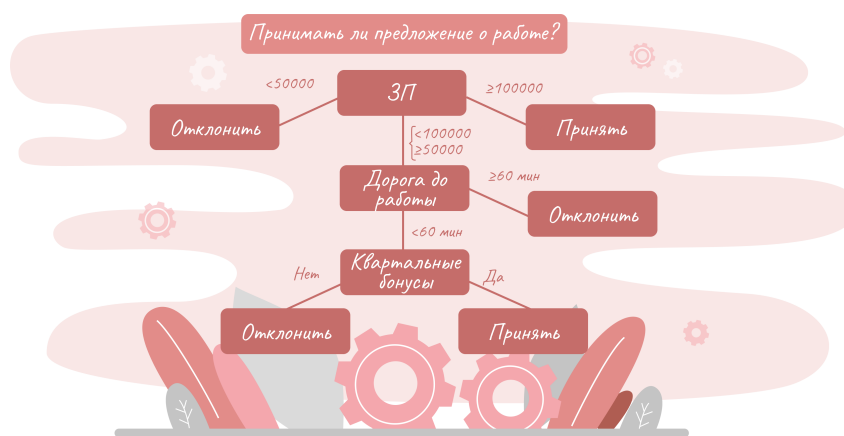 Принимать ли предложение о работе?
<50000
ЗП
≥100000
Отклонить
Принять
<100000
≥50000
Дорога до
работы
≥60 мин
Отклонить
<60 мин
Квартальные
бонусы
Нет
Да
Отклонить
Принять